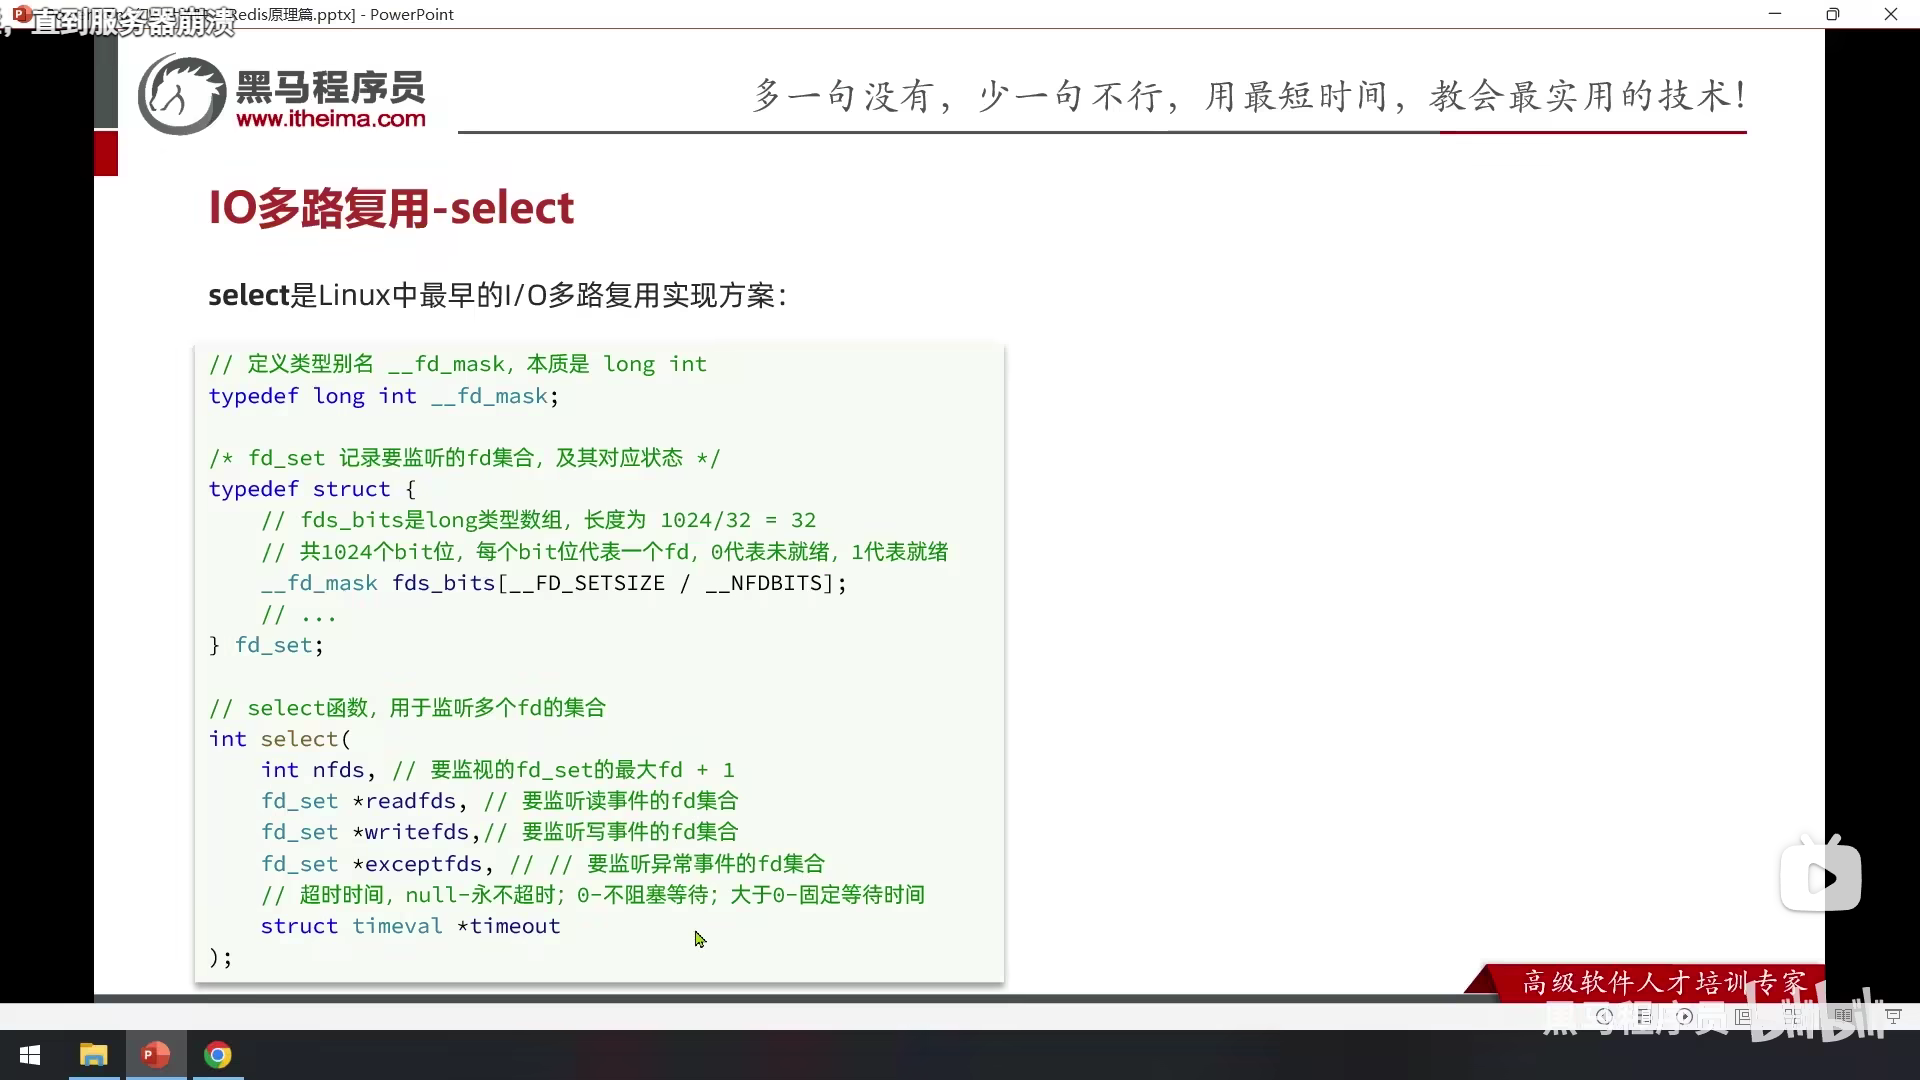 Redis原理篇.pptx] - PowerPoint
，直到服务器崩溃
黑马程序员
www.itheima.com
多一句没有，少一句不行，用最短时间，教会最实用的技术！
IO多路复用-select
select是Linux中最早的I/O多路复用实现方案：
// 定义类型别名 __fd_mask，本质是 long int
typedef long int __fd_mask;
/* fd_set 记录要监听的fd集合，及其对应状态 */
typedef struct {
    // fds_bits是long类型数组，长度为 1024/32 = 32
    // 共1024个bit位，每个bit位代表一个fd，0代表未就绪，1代表就绪
    __fd_mask fds_bits[__FD_SETSIZE / __NFDBITS];
    // ...
} fd_set;
// select函数，用于监听多个fd的集合
int select(
    int nfds, // 要监视的fd_set的最大fd + 1
    fd_set *readfds, // 要监听读事件的fd集合
    fd_set *writefds,// 要监听写事件的fd集合
    fd_set *exceptfds, // // 要监听异常事件的fd集合
    // 超时时间，null-永不超时；0-不阻塞等待；大于0-固定等待时间
    struct timeval *timeout
);
高级软件人才培训专家
黑马程序员 bilibili